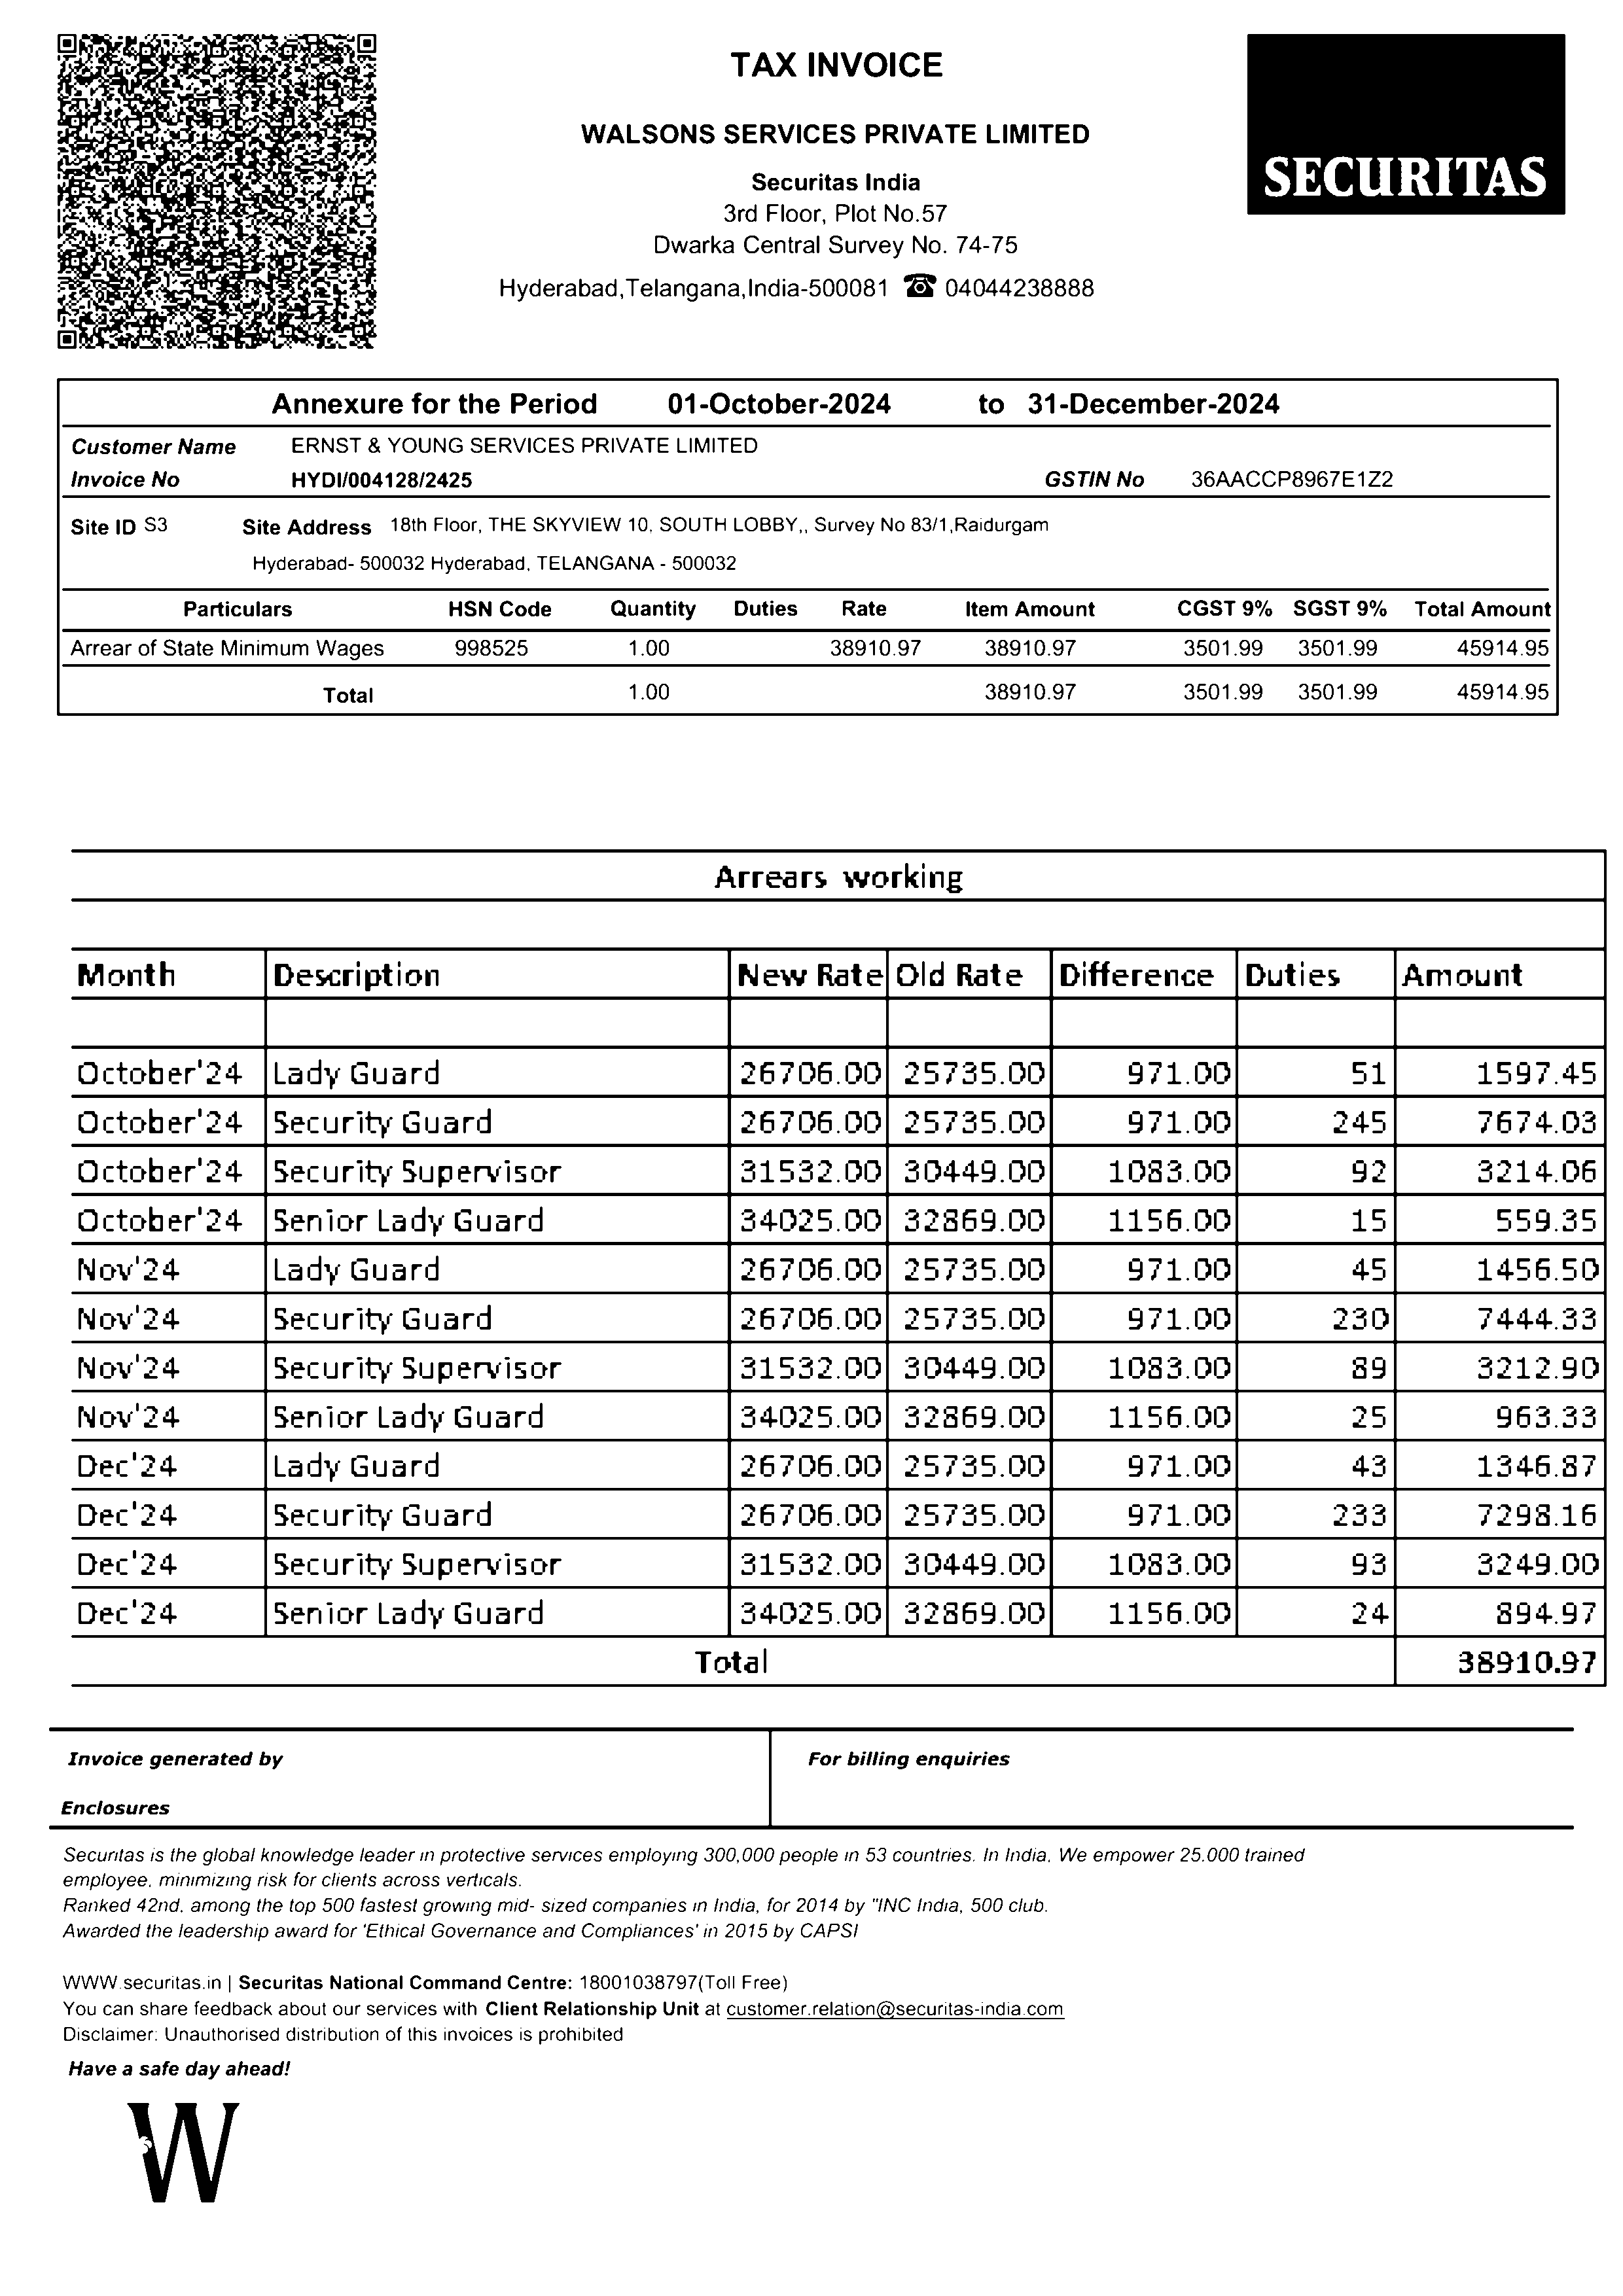 TAX INVOICE
WALSONS SERVICES PRIVATE LIMITED
SECURITAS
Securitas India
3rd Floor, Plot No.57
Dwarka Central Survey No. 74-75
Hyderabad,Telangana,India-500081 ☎ 04044238888
Annexure for the Period 01-October-2024 to 31-December-2024
Customer Name ERNST & YOUNG SERVICES PRIVATE LIMITED
Invoice No HYDI/004128/2425 GSTIN No 36AACCP8967E1Z2
Site ID S3 Site Address 18th Floor, THE SKYVIEW 10, SOUTH LOBBY,, Survey No 83/1,Raidurgam
Hyderabad- 500032 Hyderabad, TELANGANA - 500032
Particulars HSN Code Quantity Duties Rate Item Amount CGST 9% SGST 9% Total Amount
Arrear of State Minimum Wages 998525 1.00 38910.97 38910.97 3501.99 3501.99 45914.95
Total 1.00 38910.97 3501.99 3501.99 45914.95
Arrears working
Month Description New Rate Old Rate Difference Duties Amount
October'24 Lady Guard 26706.00 25735.00 971.00 51 1597.45
October'24 Security Guard 26706.00 25735.00 971.00 245 7674.03
October'24 Security Supervisor 31532.00 30449.00 1083.00 92 3214.06
October'24 Senior Lady Guard 34025.00 32869.00 1156.00 15 559.35
Nov'24 Lady Guard 26706.00 25735.00 971.00 45 1456.50
Nov'24 Security Guard 26706.00 25735.00 971.00 230 7444.33
Nov'24 Security Supervisor 31532.00 30449.00 1083.00 89 3212.90
Nov'24 Senior Lady Guard 34025.00 32869.00 1156.00 25 963.33
Dec'24 Lady Guard 26706.00 25735.00 971.00 43 1346.87
Dec'24 Security Guard 26706.00 25735.00 971.00 233 7298.16
Dec'24 Security Supervisor 31532.00 30449.00 1083.00 93 3249.00
Dec'24 Senior Lady Guard 34025.00 32869.00 1156.00 24 894.97
Total 38910.97
Invoice generated by For billing enquiries
Enclosures
Securitas is the global knowledge leader in protective services employing 300,000 people in 53 countries. In India, We empower 25.000 trained
employee, minimizing risk for clients across verticals.
Ranked 42nd, among the top 500 fastest growing mid- sized companies in India, for 2014 by "INC India, 500 club.
Awarded the leadership award for 'Ethical Governance and Compliances' in 2015 by CAPSI
WWW.securitas.in | Securitas National Command Centre: 18001038797(Toll Free)
You can share feedback about our services with Client Relationship Unit at customer.relation@securitas-india.com
Disclaimer: Unauthorised distribution of this invoices is prohibited
Have a safe day ahead!
W